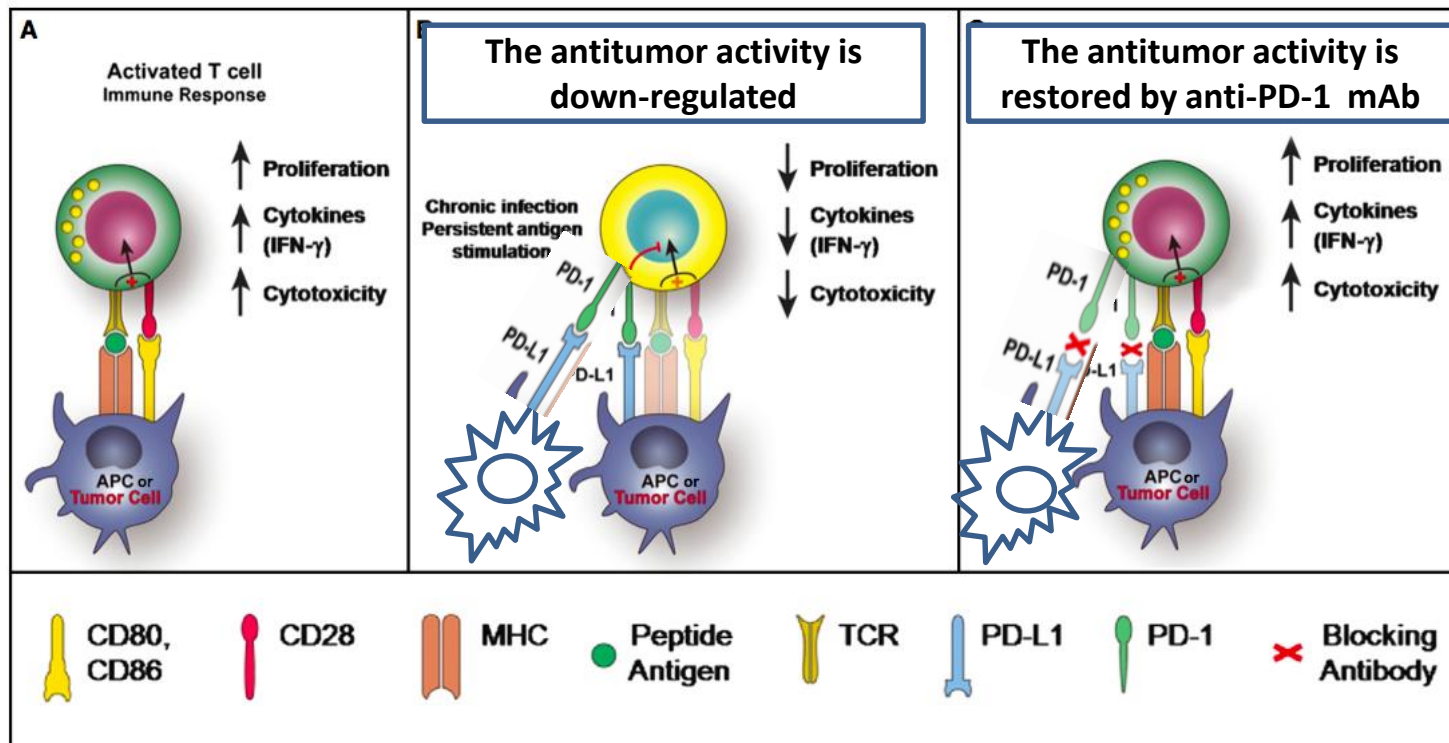 A
Activated T cell
Immune Response
Proliferation
Cytokines
(IFN-γ)
Cytotoxicity
APC or
Tumor Cell
The antitumor activity is
down-regulated
Chronic infection
Persistent antigen
stimulation
PD-1
PD-L1
D-L1
Proliferation
Cytokines
(IFN-γ)
Cytotoxicity
APC or
Tumor Cell
The antitumor activity is
restored by anti-PD-1 mAb
PD-1
PD-L1
-L1
Proliferation
Cytokines
(IFN-γ)
Cytotoxicity
APC or
Tumor Cell
CD80,
CD86
CD28
MHC
Peptide
Antigen
TCR
PD-L1
PD-1
Blocking
Antibody